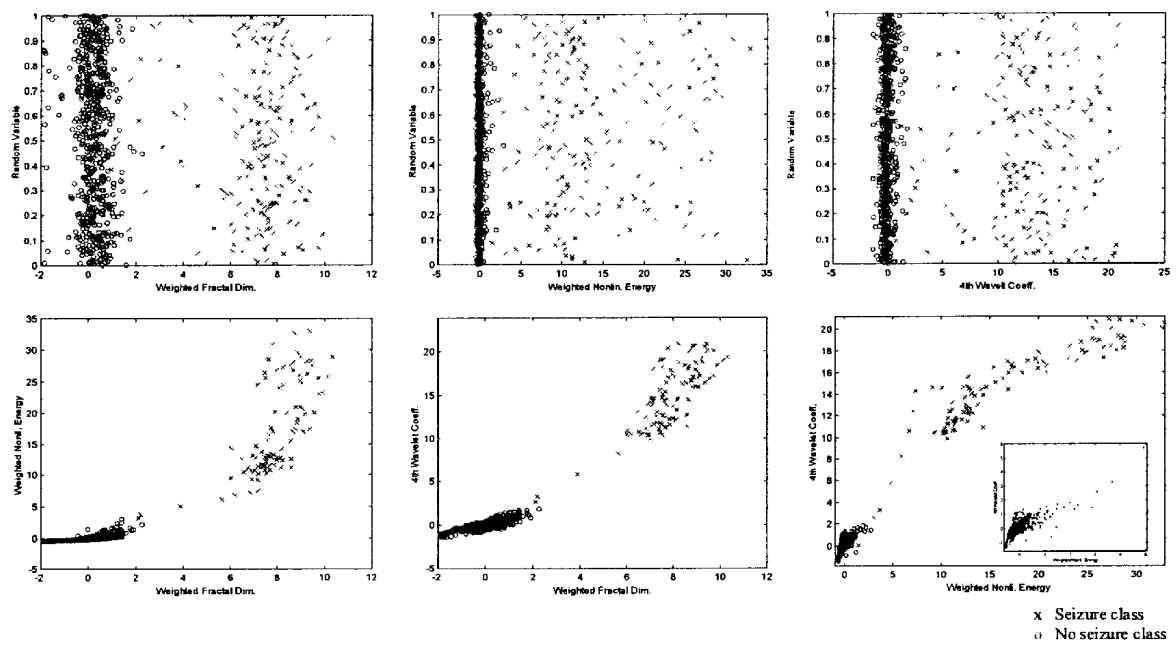 1
0.9
0.8
0.7
0.6
0.5
0.4
0.3
0.2
0.1
0
Random Variable
-2 0 2 4 6 8 10 12
Weighted Fractal Dim.
1
0.9
0.8
0.7
0.6
0.5
0.4
0.3
0.2
0.1
0
Random Variable
-5 0 5 10 15 20 25 30 35
Weighted Nonlin. Energy
1
0.9
0.8
0.7
0.6
0.5
0.4
0.3
0.2
0.1
0
Random Variable
-5 0 5 10 15 20 25
4th Wavelt Coeff.
35
30
25
20
15
10
5
0
-5
Weighted Nonli. Energy
-2 0 2 4 6 8 10 12
Weighted Fractal Dim.
20
15
10
5
0
-5
4th Wavelet Coeff.
-2 0 2 4 6 8 10 12
Weighted Fractal Dim.
20
18
16
14
12
10
8
6
4
2
0
4th Wavelet Coeff.
0 5 10 15 20 25 30
Weighted Nonli. Energy
x Seizure class
o No seizure class